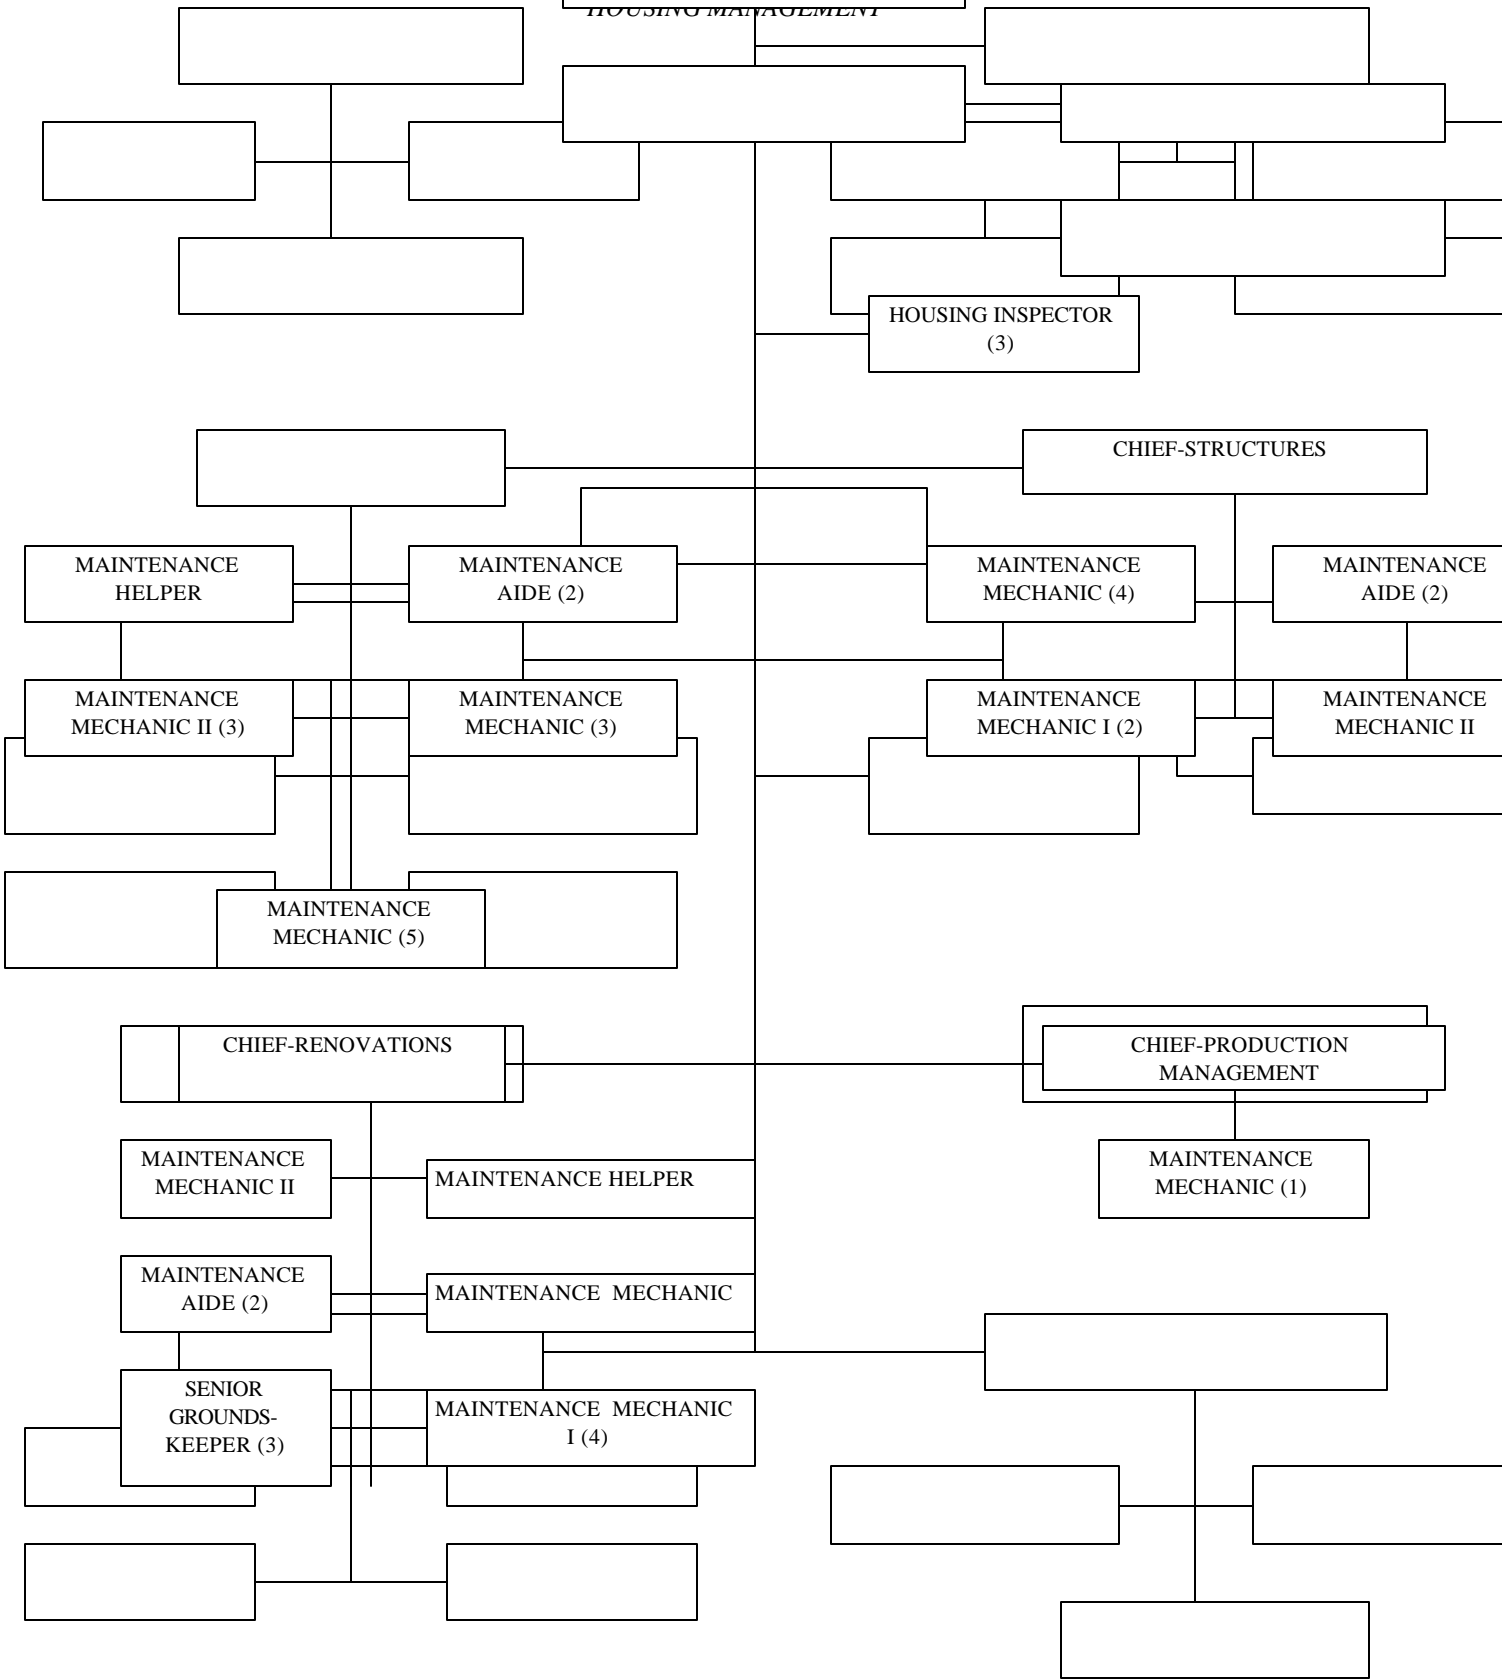 HOUSING MANAGEMENT
HOUSING INSPECTOR
(3)
CHIEF-STRUCTURES
MAINTENANCE
HELPER
MAINTENANCE
AIDE (2)
MAINTENANCE
MECHANIC (4)
MAINTENANCE
AIDE (2)
MAINTENANCE
MECHANIC II (3)
MAINTENANCE
MECHANIC (3)
MAINTENANCE
MECHANIC I (2)
MAINTENANCE
MECHANIC II
MAINTENANCE
MECHANIC (5)
CHIEF-RENOVATIONS
CHIEF-PRODUCTION
MANAGEMENT
MAINTENANCE
MECHANIC II
MAINTENANCE HELPER
MAINTENANCE
MECHANIC (1)
MAINTENANCE
AIDE (2)
MAINTENANCE MECHANIC
SENIOR
GROUNDS-
KEEPER (3)
MAINTENANCE MECHANIC
I (4)